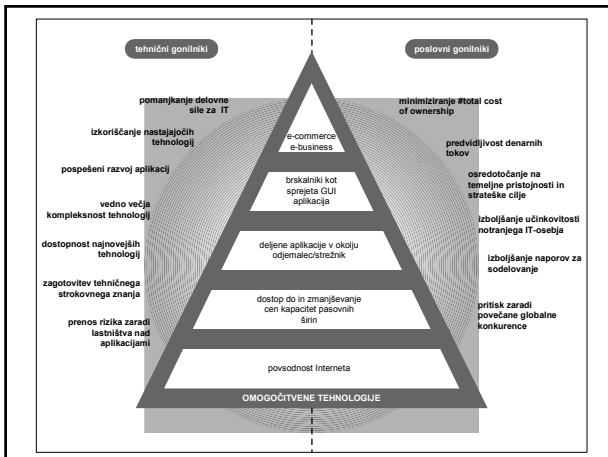 tehnični gonilniki
poslovni gonilniki
pomanjkanje delovne
sile za IT
izkoriščanje nastajajočih
tehnologij
pospešeni razvoj aplikacij
vedno večja
kompleksnost tehnologij
dostopnost najnovejših
tehnologij
zagotovitev tehničnega
strokovnega znanja
prenos rizika zaradi
lastništva nad
aplikacijami
e-commerce
e-business
brskalniki kot
sprejeta GUI
aplikacija
deljene aplikacije v okolju
odjemalec/strežnik
dostop do in zmanjševanje
cen kapacitet pasovnih
širin
povsodnost Interneta
OMOGOČITVENE TEHNOLOGIJE
minimiziranje #total cost
of ownership
predvidljivost denarnih
tokov
osredotočanje na
temeljne pristojnosti in
strateške cilje
izboljšanje učinkovitosti
notranjega IT-osebja
izboljšanje naporov za
sodelovanje
pritisk zaradi
povečane globalne
konkurence